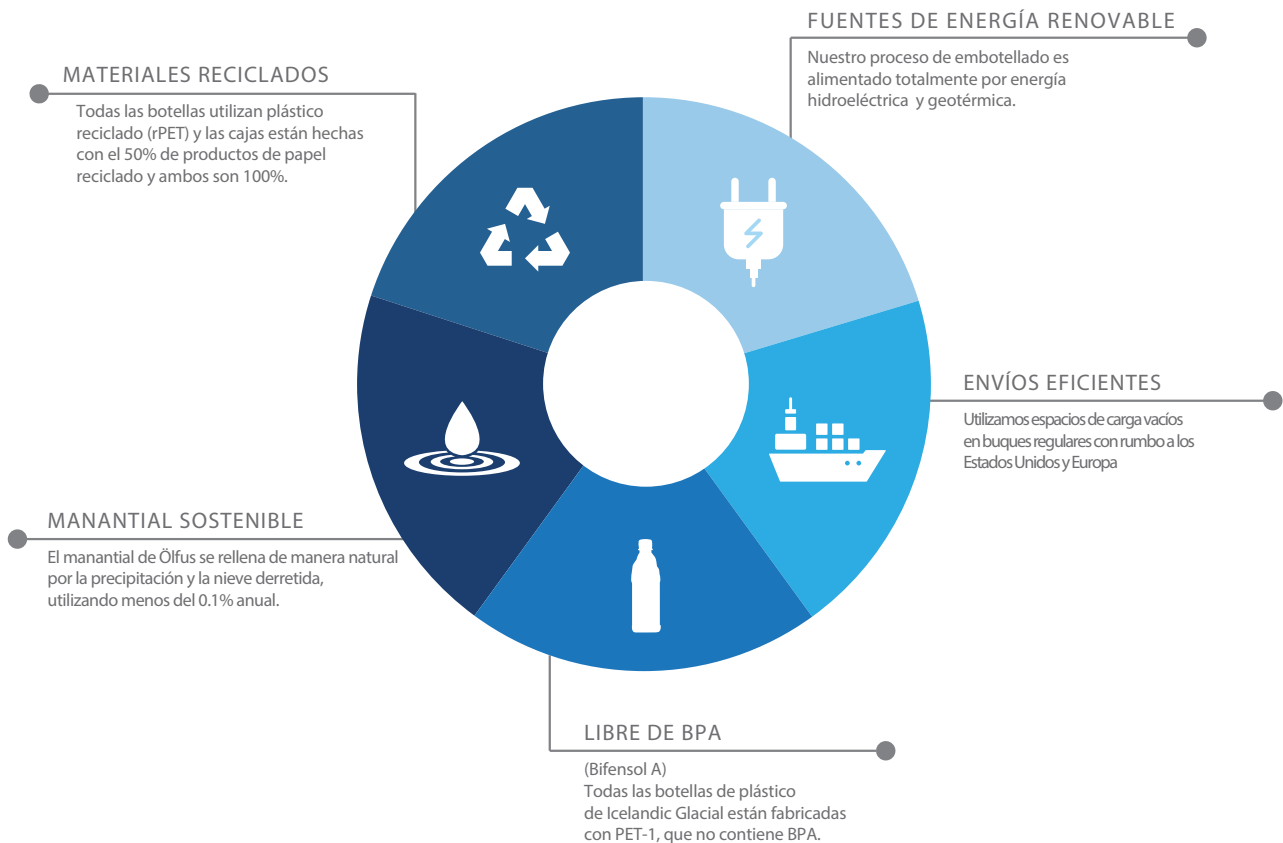 FUENTES DE ENERGÍA RENOVABLE
Nuestro proceso de embotellado es
alimentado totalmente por energía
hidroeléctrica y geotérmica.
MATERIALES RECICLADOS
Todas las botellas utilizan plástico
reciclado (rPET) y las cajas están hechas
con el 50% de productos de papel
reciclado y ambos son 100%.
ENVÍOS EFICIENTES
Utilizamos espacios de carga vacíos
en buques regulares con rumbo a los
Estados Unidos y Europa
MANANTIAL SOSTENIBLE
El manantial de Ölfus se rellena de manera natural
por la precipitación y la nieve derretida,
utilizando menos del 0.1% anual.
LIBRE DE BPA
(Bifensol A)
Todas las botellas de plástico
de Icelandic Glacial están fabricadas
con PET-1, que no contiene BPA.